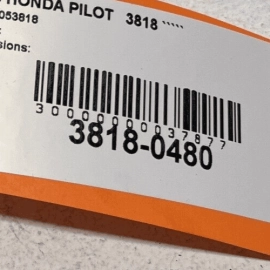 HONDA PILOT 3818 *****
053818
:
sions:
3000000037877
3818-0480